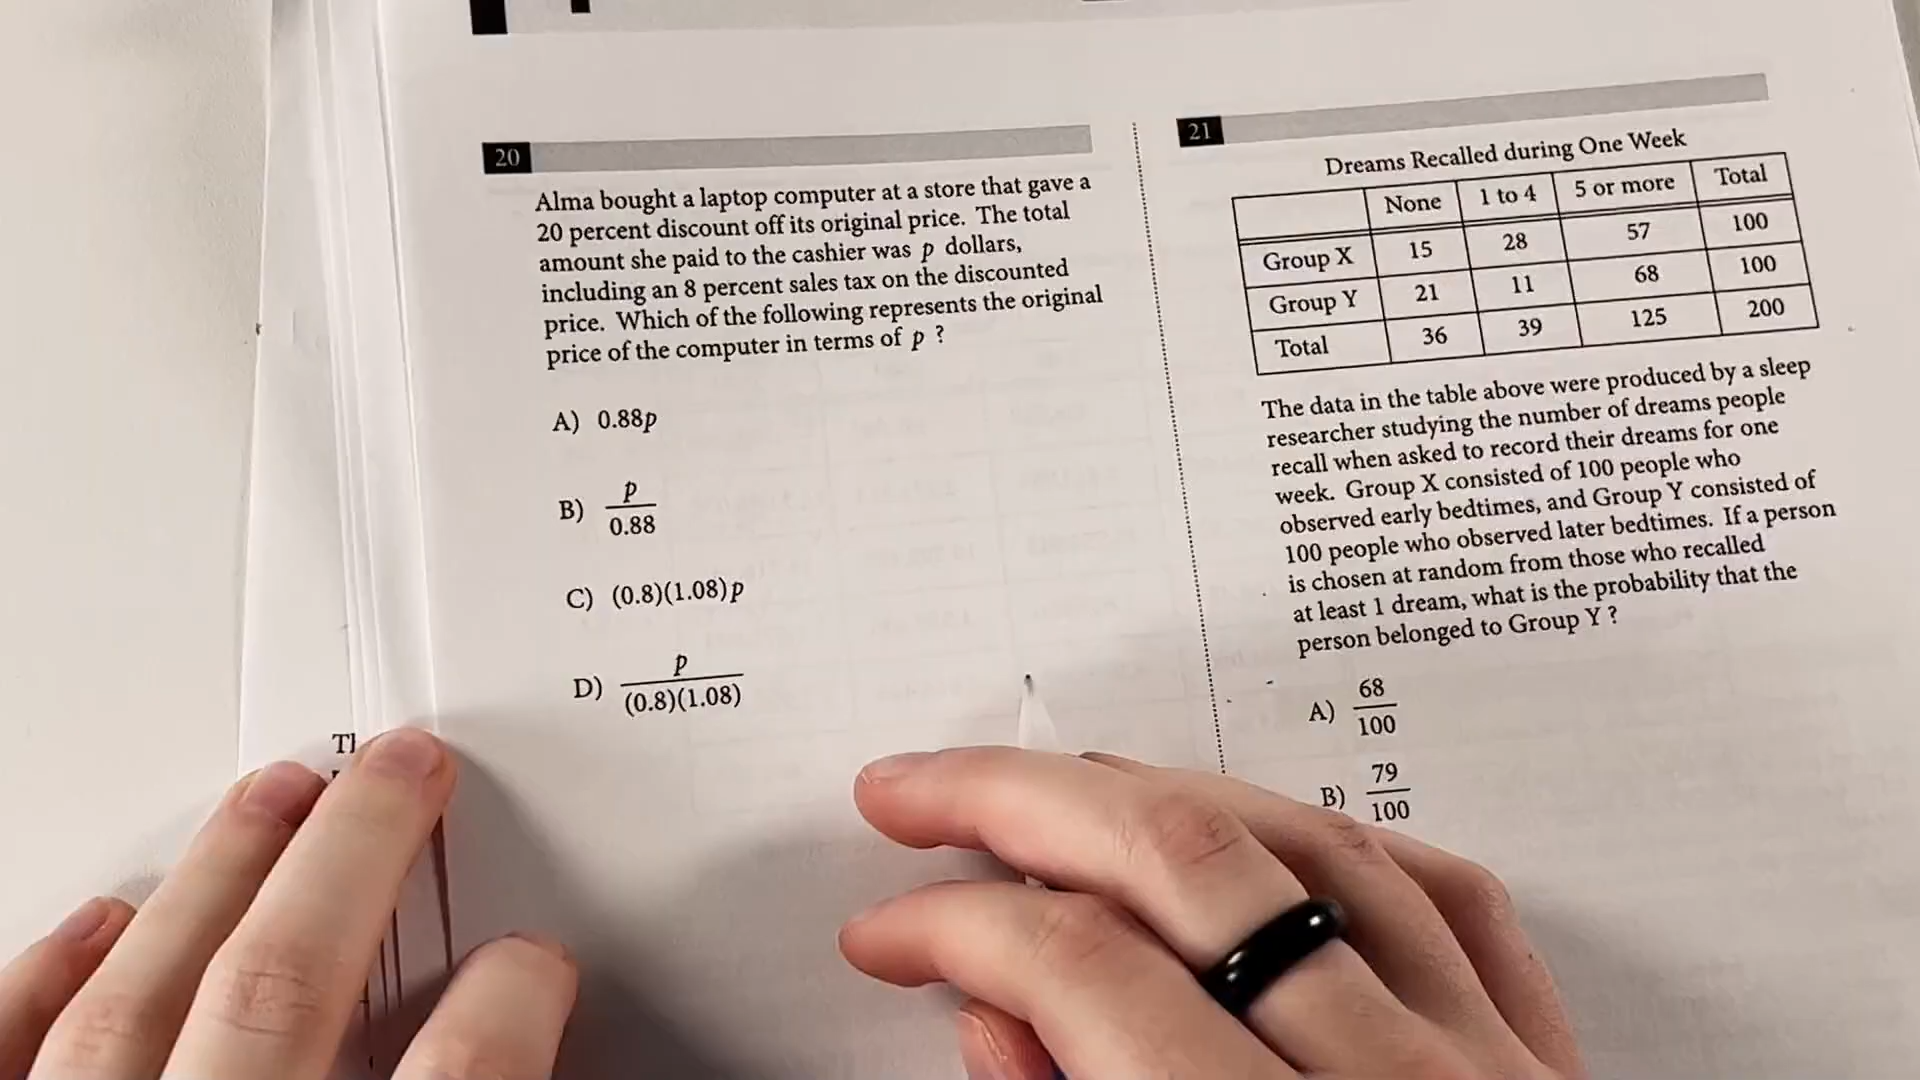 20
Alma bought a laptop computer at a store that gave a
20 percent discount off its original price. The total
amount she paid to the cashier was p dollars,
including an 8 percent sales tax on the discounted
price. Which of the following represents the original
price of the computer in terms of p ?
A) 0.88p
B) p
0.88
C) (0.8)(1.08)p
D) p
(0.8)(1.08)
21
Dreams Recalled during One Week
None 1 to 4 5 or more Total
Group X 15 28 57 100
Group Y 21 11 68 100
Total 36 39 125 200
The data in the table above were produced by a sleep
researcher studying the number of dreams people
recall when asked to record their dreams for one
week. Group X consisted of 100 people who
observed early bedtimes, and Group Y consisted of
100 people who observed later bedtimes. If a person
is chosen at random from those who recalled
at least 1 dream, what is the probability that the
person belonged to Group Y ?
A) 68
100
B) 79
100